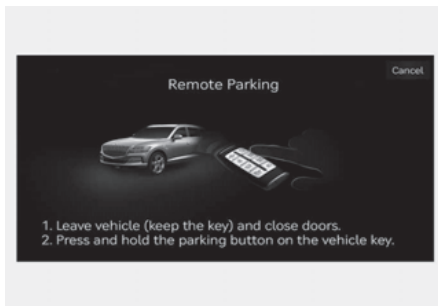 Cancel
Remote Parking
1. Leave vehicle (keep the key) and close doors.
2. Press and hold the parking button on the vehicle key.